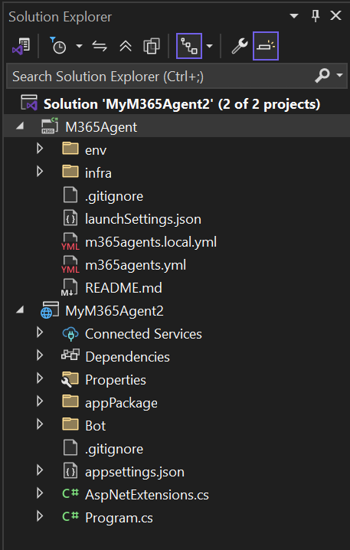 Solution Explorer
Search Solution Explorer (Ctrl+;)
Solution 'MyM365Agent2' (2 of 2 projects)
M365Agent
env
infra
.gitignore
{} launchSettings.json
YML m365agents.local.yml
YML m365agents.yml
M↓ README.md
MyM365Agent2
Connected Services
Dependencies
Properties
appPackage
Bot
.gitignore
{} appsettings.json
C# AspNetExtensions.cs
C# Program.cs